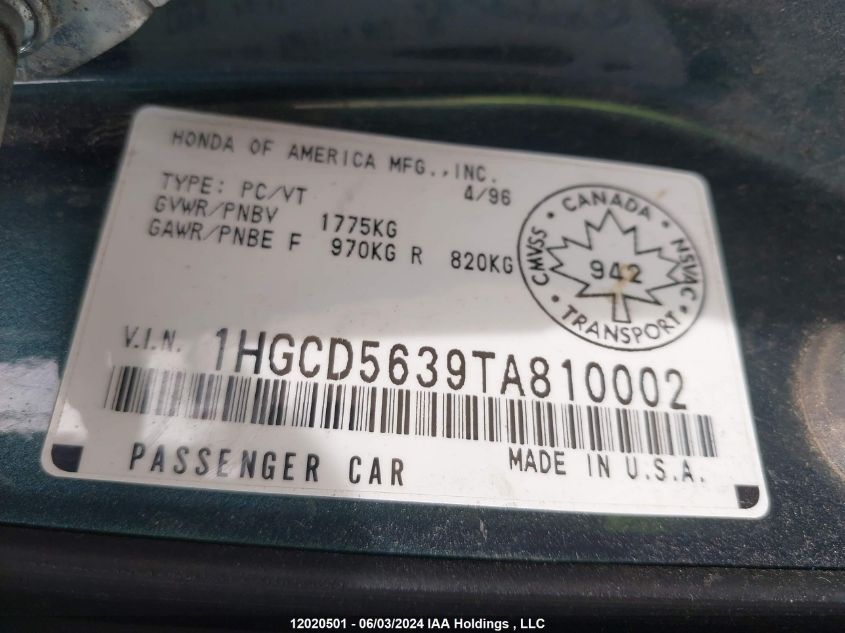 HONDA OF AMERICA MFG.,INC.
4/96
TYPE: PC/VT
GVWR/PNBV 1775KG
GAWR/PNBE F 970KG R 820KG
CMVSS • CANADA • NSVAC • TRANSPORT •
942
V.I.N. 1HGCD5639TA810002
PASSENGER CAR MADE IN U.S.A.
12020501 - 06/03/2024 IAA Holdings , LLC